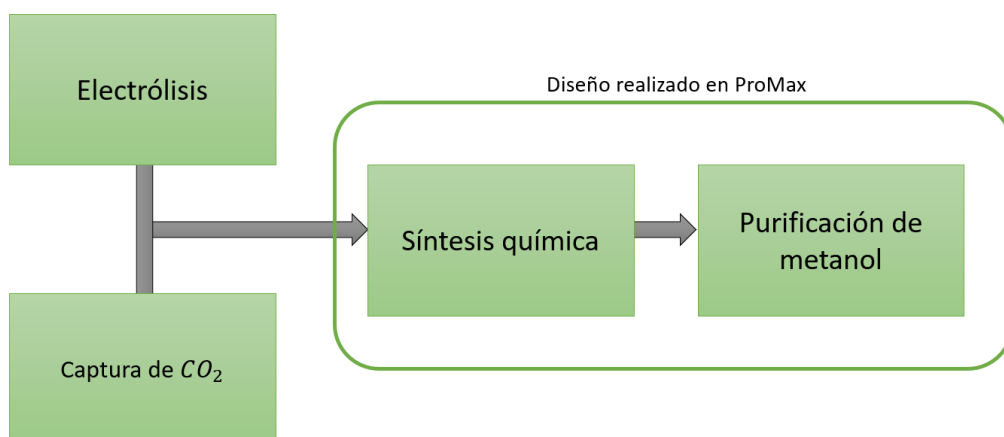 Electrólisis
Diseño realizado en ProMax
Síntesis química
Purificación de
metanol
Captura de CO₂